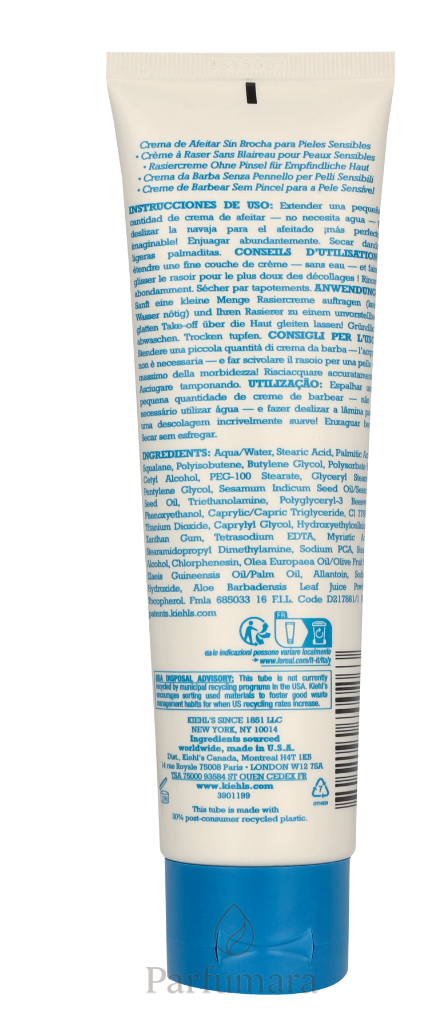 Crema de Afeitar Sin Brocha para Pieles Sensibles
• Crème à Raser Sans Blaireau pour Peaux Sensibles
• Rasiercreme Ohne Pinsel für Empfindliche Haut
• Crema da Barba Senza Pennello per Pelli Sensibili
• Creme de Barbear Sem Pincel para a Pele Sensível
INSTRUCCIONES DE USO: Extender una pequeña
cantidad de crema de afeitar — no necesita agua —
deslizar la navaja para el afeitado ¡más perfecto
imaginable! Enjuagar abundantemente. Secar dando
ligeras palmaditas. CONSEILS D'UTILISATION
étendre une fine couche de crème — sans eau — et faire
glisser le rasoir pour le plus doux des décollages ! Rincer
abondamment. Sécher par tapotements. ANWENDUNG
Sanft eine kleine Menge Rasiercreme auftragen
Wasser nötig) und Ihren Rasierer zu einem
glatten Take-off über die Haut gleiten lassen! Gründlich
abwaschen. Trocken tupfen. CONSIGLI PER L'USO
Stendere una piccola quantità di crema da barba — l'acqua
non è necessaria — e far scivolare il rasoio per una pelle
massimo della morbidezza! Risciacquare accuratamente
Asciugare tamponando. UTILIZAÇÃO: Espalhar
pequena quantidade de creme de barbear — não
necessário utilizar água — e fazer deslizar a lâmina
uma descolagem incrivelmente suave! Enxaguar
Secar sem esfregar.
INGREDIENTS: Aqua/Water, Stearic Acid, Palmitic
Squalane, Polyisobutene, Butylene Glycol, Polysorbate
Cetyl Alcohol, PEG-100 Stearate, Glyceryl
Pentylene Glycol, Sesamum Indicum Seed Oil/Sesame
Seed Oil, Triethanolamine, Polyglyceryl-3
Phenoxyethanol, Caprylic/Capric Triglyceride, CI
Titanium Dioxide, Caprylyl Glycol,
Xanthan Gum, Tetrasodium EDTA, Myristic
Stearamidopropyl Dimethylamine, Sodium PCA,
Alcohol, Chlorphenesin, Olea Europaea Oil/Olive Fruit
Elaeis Guineensis Oil/Palm Oil, Allantoin,
Hydroxide, Aloe Barbadensis Leaf Juice
Tocopherol. Fmla 685033 16 F.I.L. Code D217861/1
patents.kiehls.com
FR
indicazioni possono variare localmente
➔ www.loreal.com/it-it/italy
USA DISPOSAL ADVISORY: This tube is not currently
recycled by municipal recycling programs in the USA. Kiehl's
encourages sorting used materials to foster good waste
management habits for when US recycling rates increase.
KIEHL'S SINCE 1851 LLC
NEW YORK, NY 10014
Ingredients sourced
worldwide, made in U.S.A.
Dist., Kiehl's Canada, Montreal H4T 1K5
14 rue Royale 75008 Paris • LONDON W12 7SA
TSA 75000 93584 ST OUEN CEDEX FR
www.kiehls.com
3901199
7
OTHER
This tube is made with
30% post-consumer recycled plastic.
Parfumara